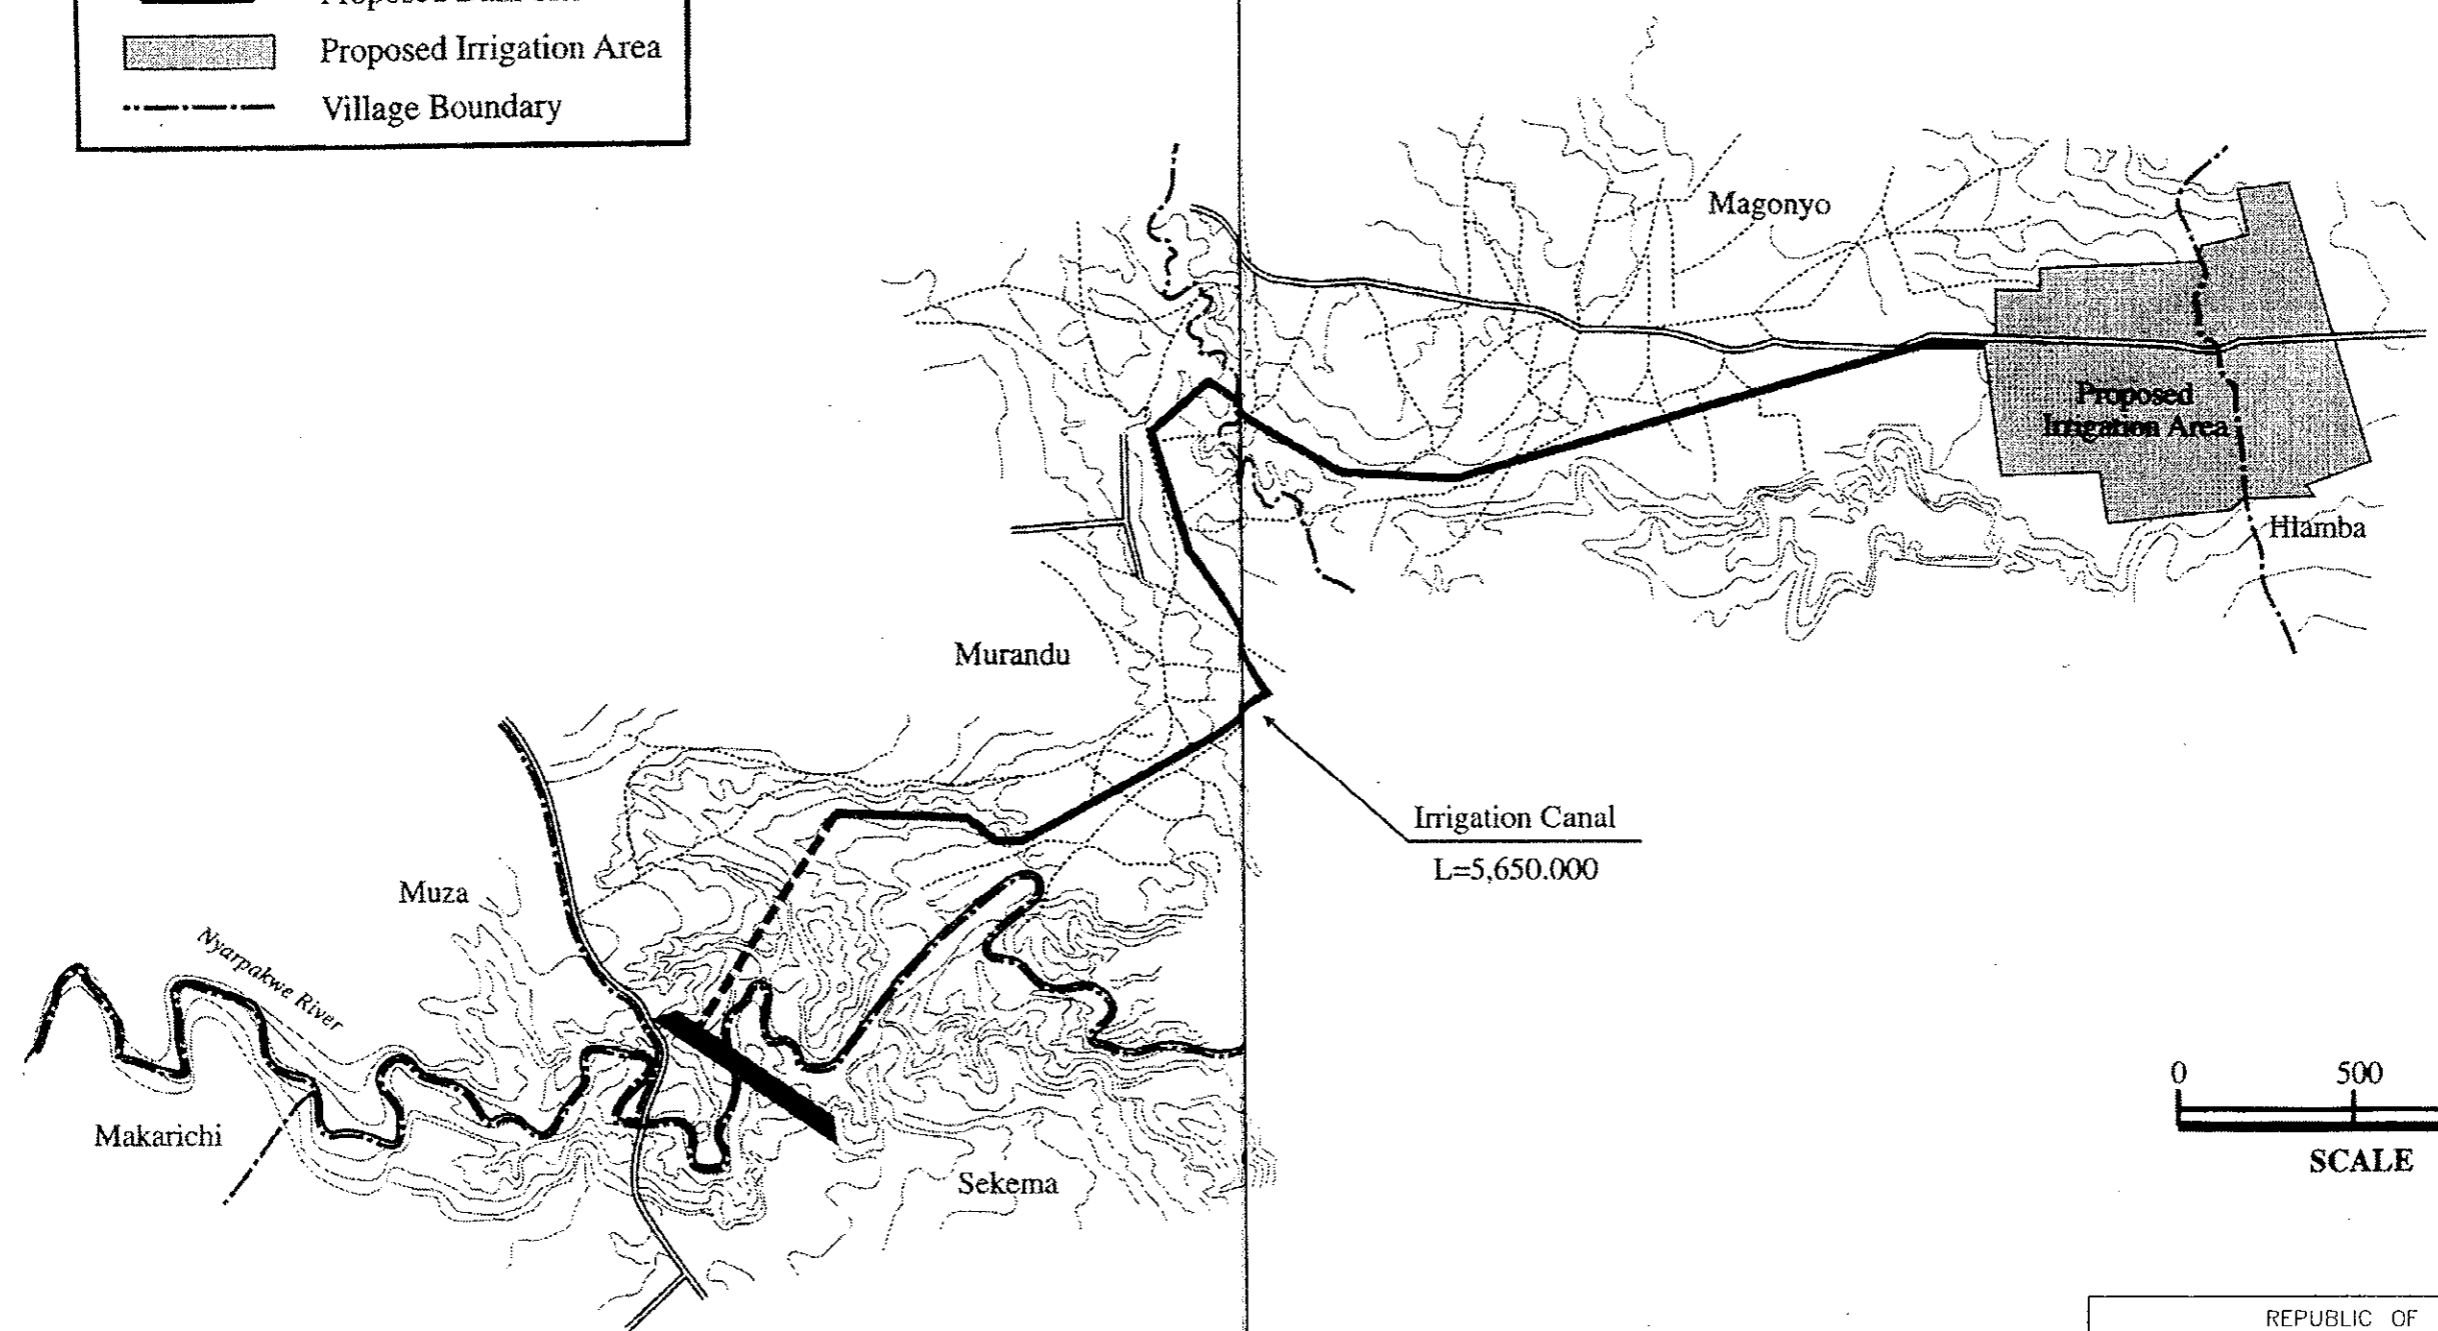 Proposed Irrigation Area
Village Boundary
Magonyo
Proposed
Irrigation Area
Hlamba
Murandu
Irrigation Canal
L=5,650.000
Muza
Nyarpakwe River
Makarichi
Sekema
0 500
SCALE
REPUBLIC OF